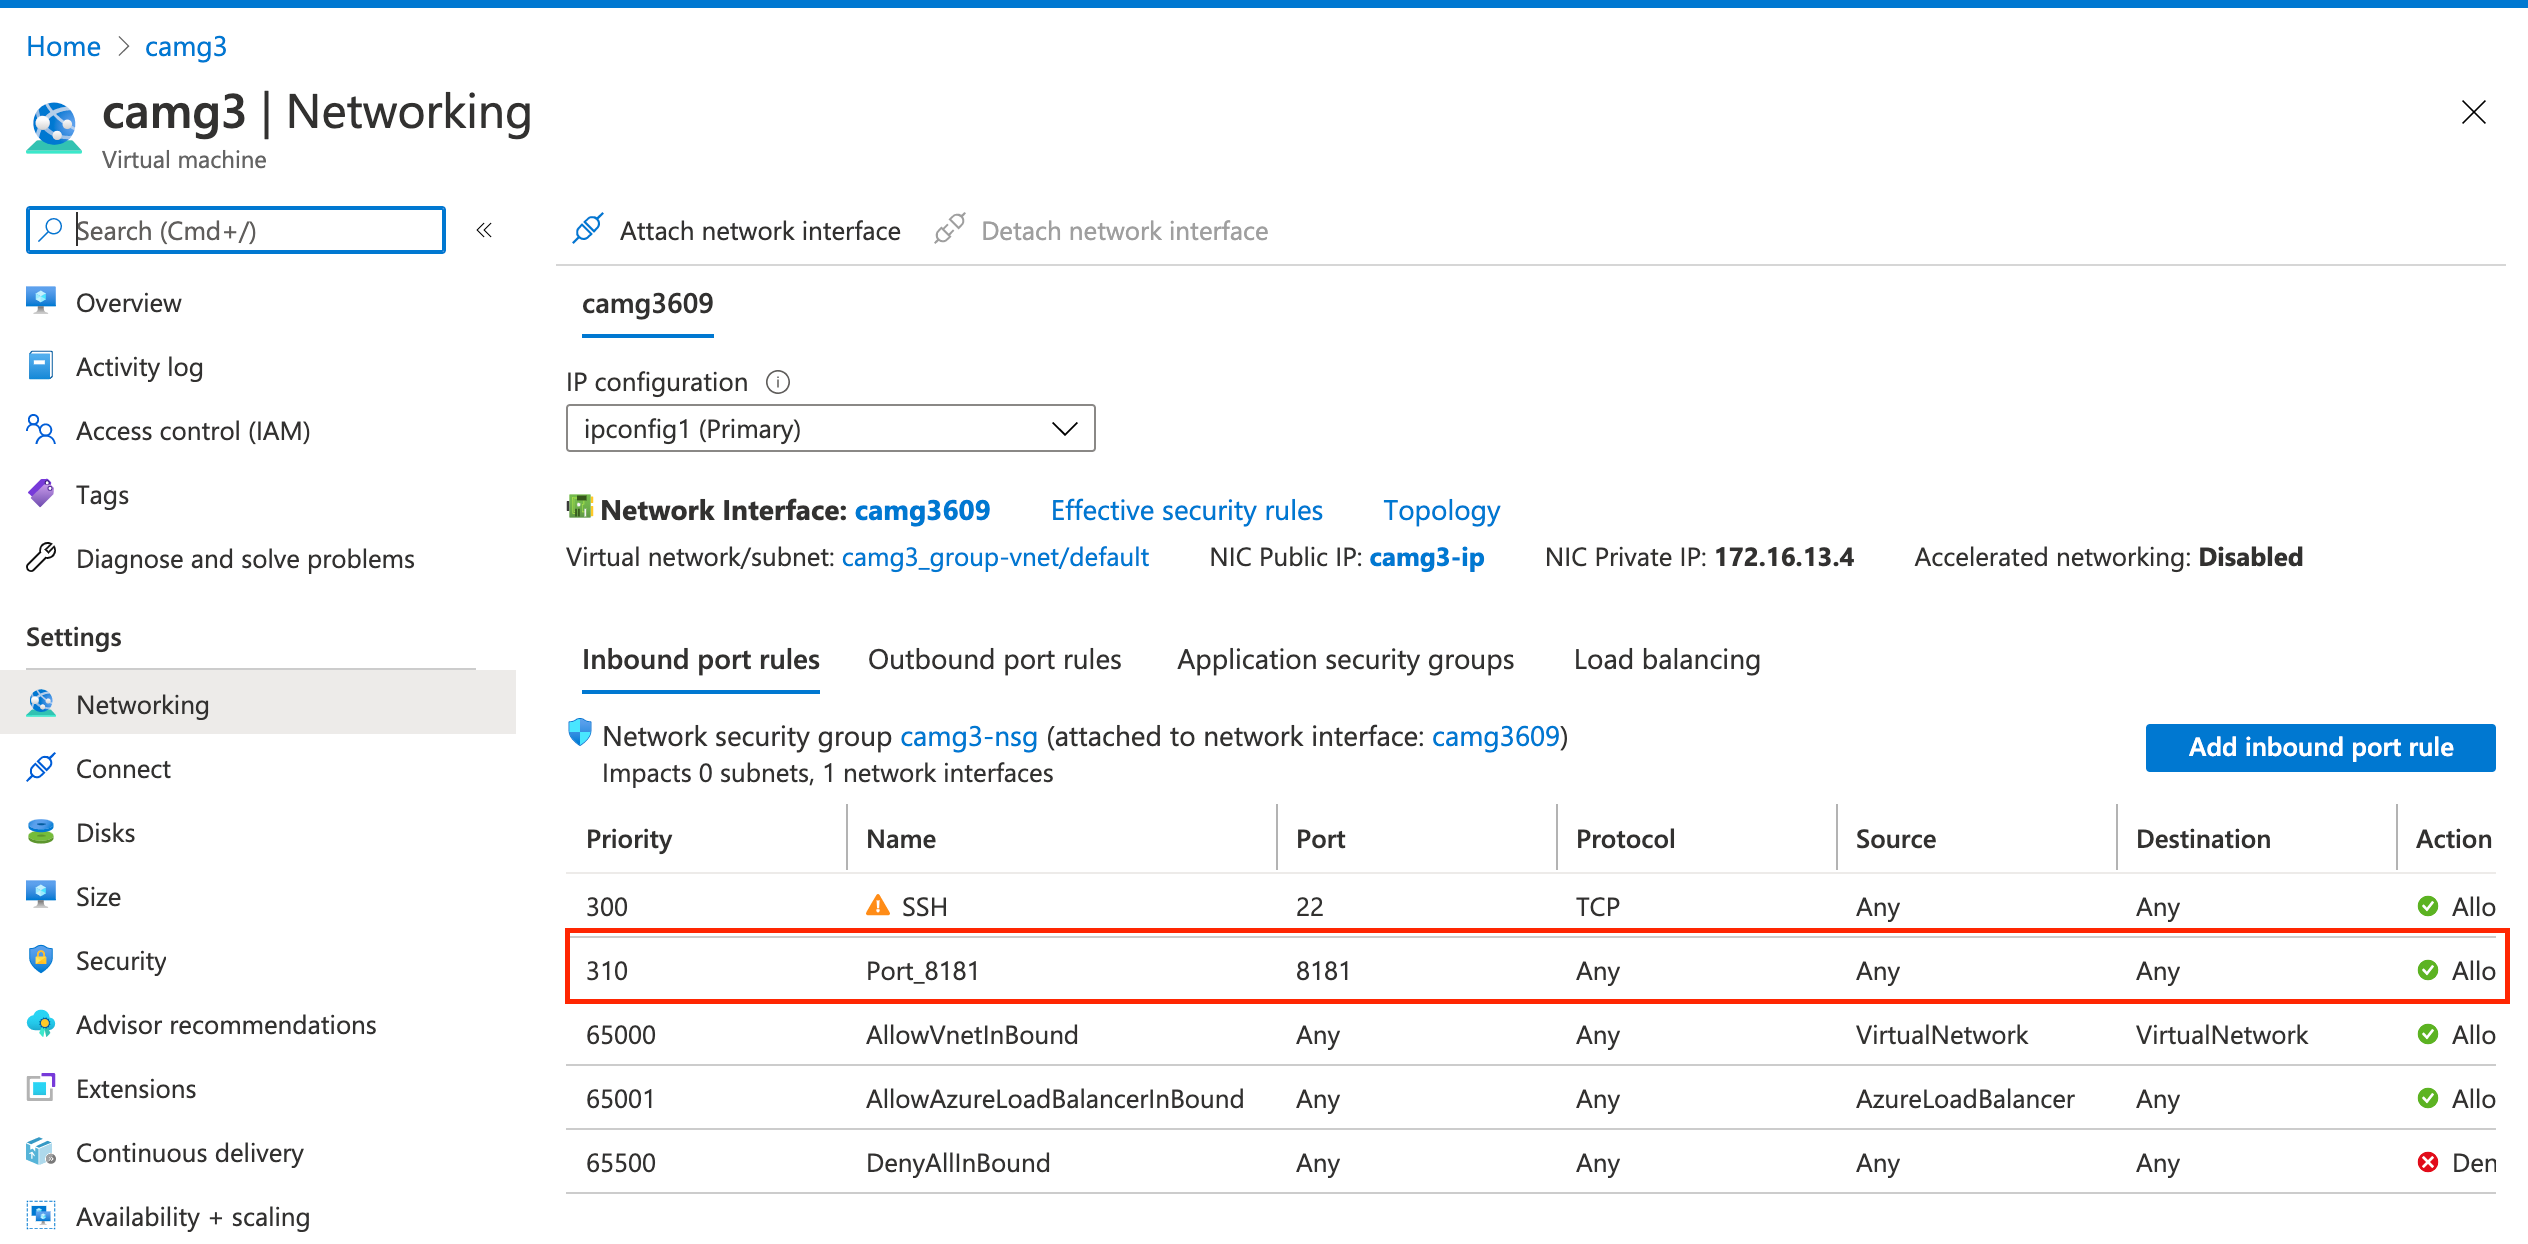 Home > camg3
camg3 | Networking
Virtual machine
Search (Cmd+/)
«
Overview
Activity log
Access control (IAM)
Tags
Diagnose and solve problems
Settings
Networking
Connect
Disks
Size
Security
Advisor recommendations
Extensions
Continuous delivery
Availability + scaling
Attach network interface Detach network interface
camg3609
IP configuration
ipconfig1 (Primary)
Network Interface: camg3609 Effective security rules Topology
Virtual network/subnet: camg3_group-vnet/default NIC Public IP: camg3-ip NIC Private IP: 172.16.13.4 Accelerated networking: Disabled
Inbound port rules Outbound port rules Application security groups Load balancing
Network security group camg3-nsg (attached to network interface: camg3609)
Impacts 0 subnets, 1 network interfaces
Add inbound port rule
Priority Name Port Protocol Source Destination Action
300 SSH 22 TCP Any Any Allo
310 Port_8181 8181 Any Any Any Allo
65000 AllowVnetInBound Any Any VirtualNetwork VirtualNetwork Allo
65001 AllowAzureLoadBalancerInBound Any Any AzureLoadBalancer Any Allo
65500 DenyAllInBound Any Any Any Any Den